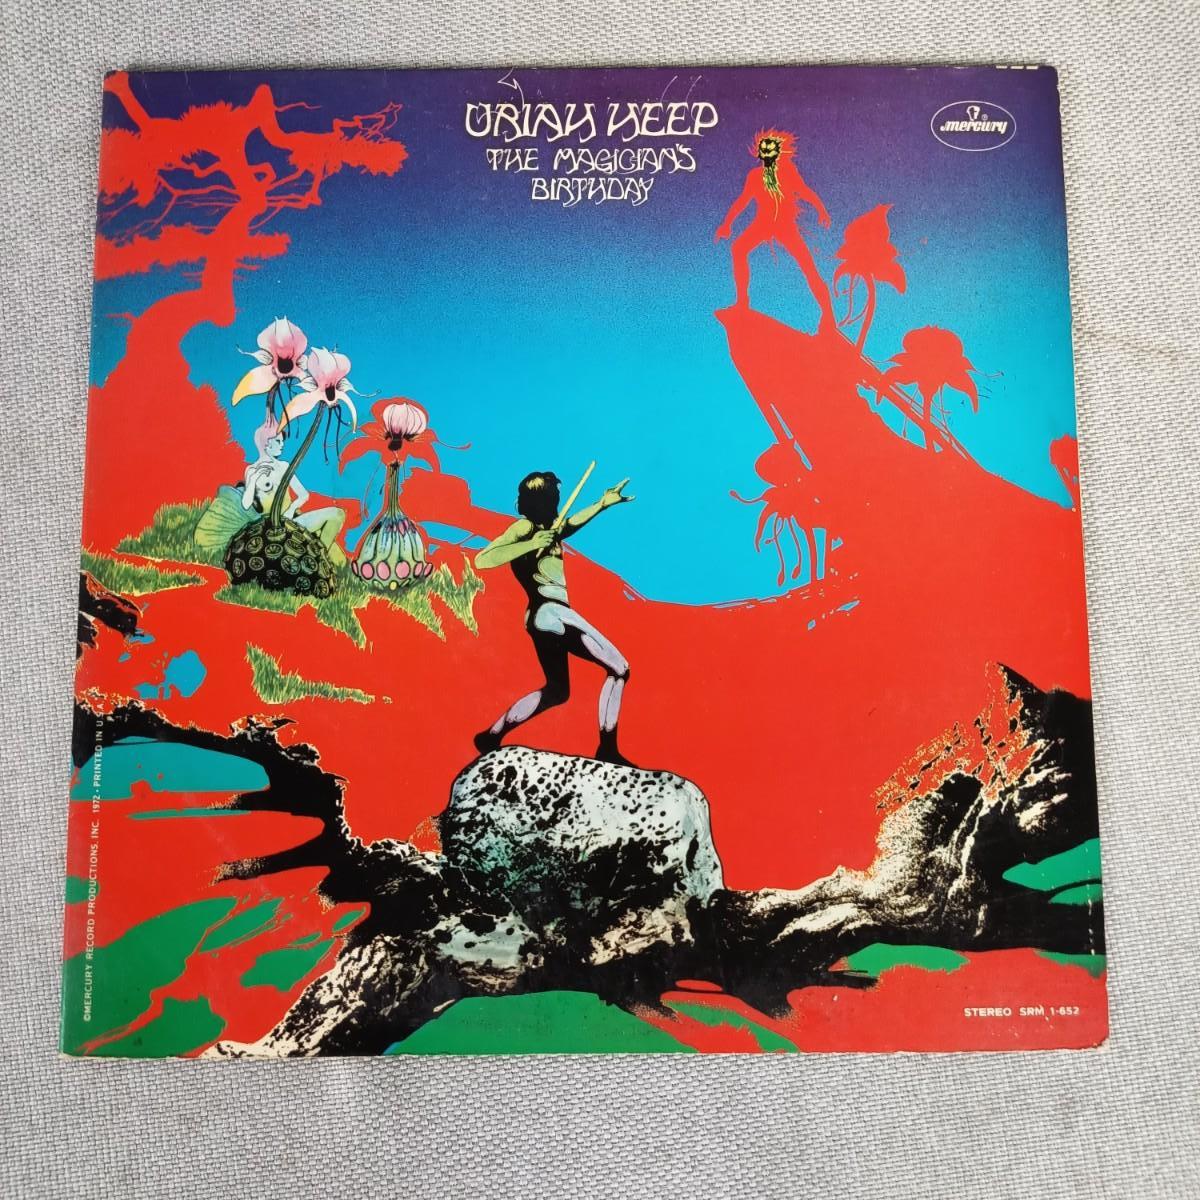 URIAH HEEP
THE MAGICIAN'S
BIRTHDAY
mercury ®
©MERCURY RECORD PRODUCTIONS, INC. 1972 • PRINTED IN U.S.A.
STEREO SRM 1-652